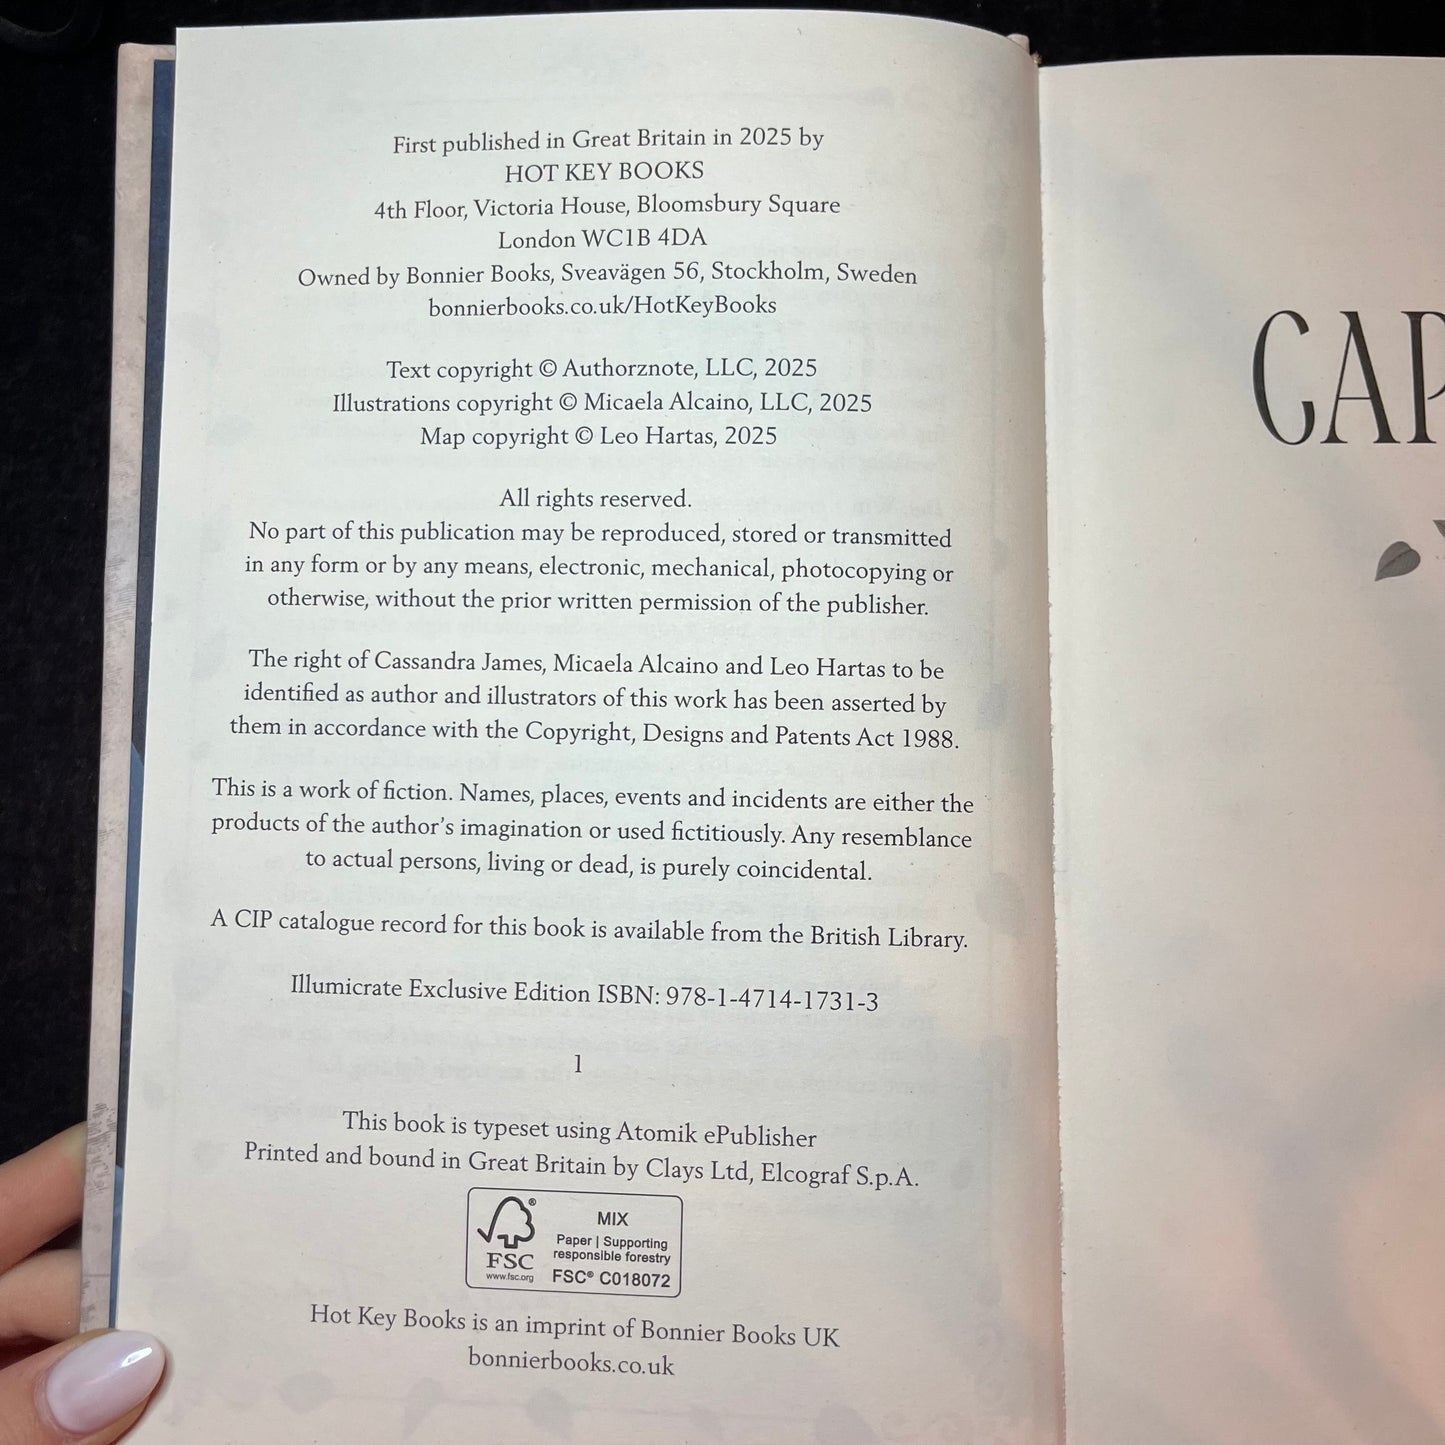 First published in Great Britain in 2025 by
HOT KEY BOOKS
4th Floor, Victoria House, Bloomsbury Square
London WC1B 4DA
Owned by Bonnier Books, Sveavägen 56, Stockholm, Sweden
bonnierbooks.co.uk/HotKeyBooks
Text copyright © Authorznote, LLC, 2025
Illustrations copyright © Micaela Alcaino, LLC, 2025
Map copyright © Leo Hartas, 2025
All rights reserved.
No part of this publication may be reproduced, stored or transmitted
in any form or by any means, electronic, mechanical, photocopying or
otherwise, without the prior written permission of the publisher.
The right of Cassandra James, Micaela Alcaino and Leo Hartas to be
identified as author and illustrators of this work has been asserted by
them in accordance with the Copyright, Designs and Patents Act 1988.
This is a work of fiction. Names, places, events and incidents are either the
products of the author's imagination or used fictitiously. Any resemblance
to actual persons, living or dead, is purely coincidental.
A CIP catalogue record for this book is available from the British Library.
Illumicrate Exclusive Edition ISBN: 978-1-4714-1731-3
1
This book is typeset using Atomik ePublisher
Printed and bound in Great Britain by Clays Ltd, Elcograf S.p.A.
FSC®
www.fsc.org
MIX
Paper | Supporting
responsible forestry
FSC® C018072
Hot Key Books is an imprint of Bonnier Books UK
bonnierbooks.co.uk
CAP